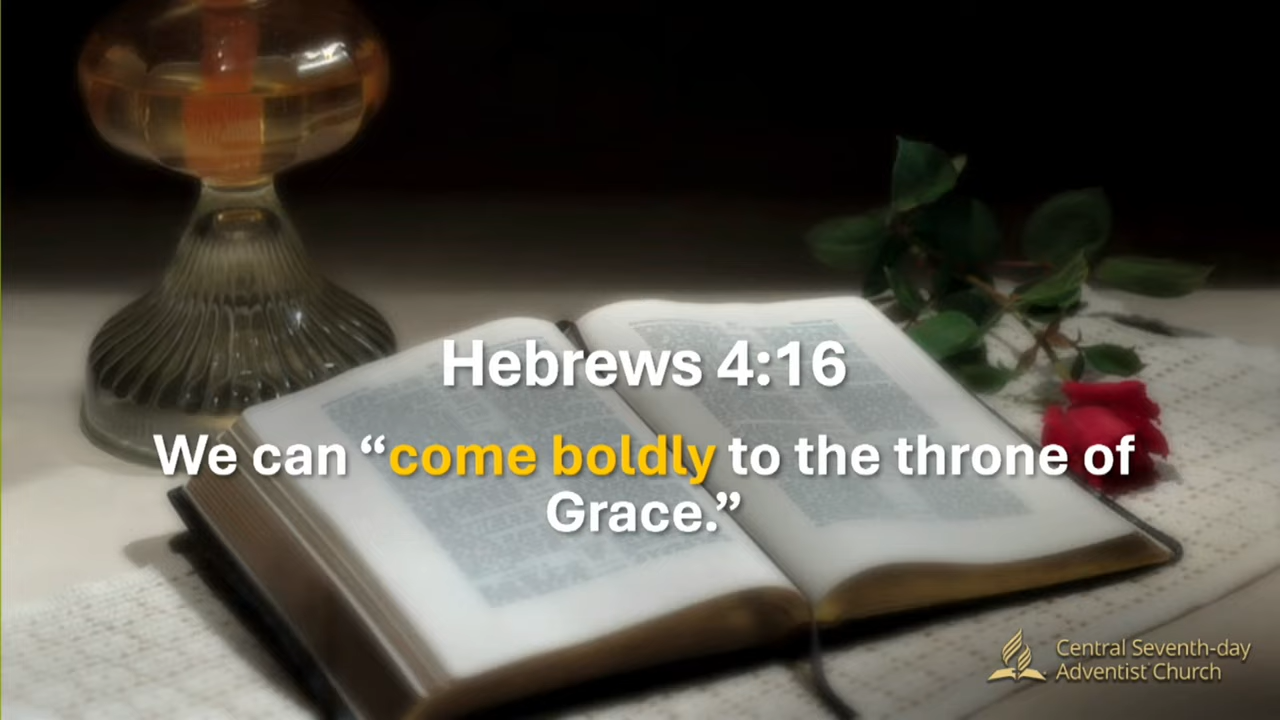 Hebrews 4:16
We can “come boldly to the throne of
Grace.”
Central Seventh-day
Adventist Church